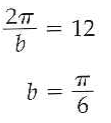 2π/b = 12
b = π/6